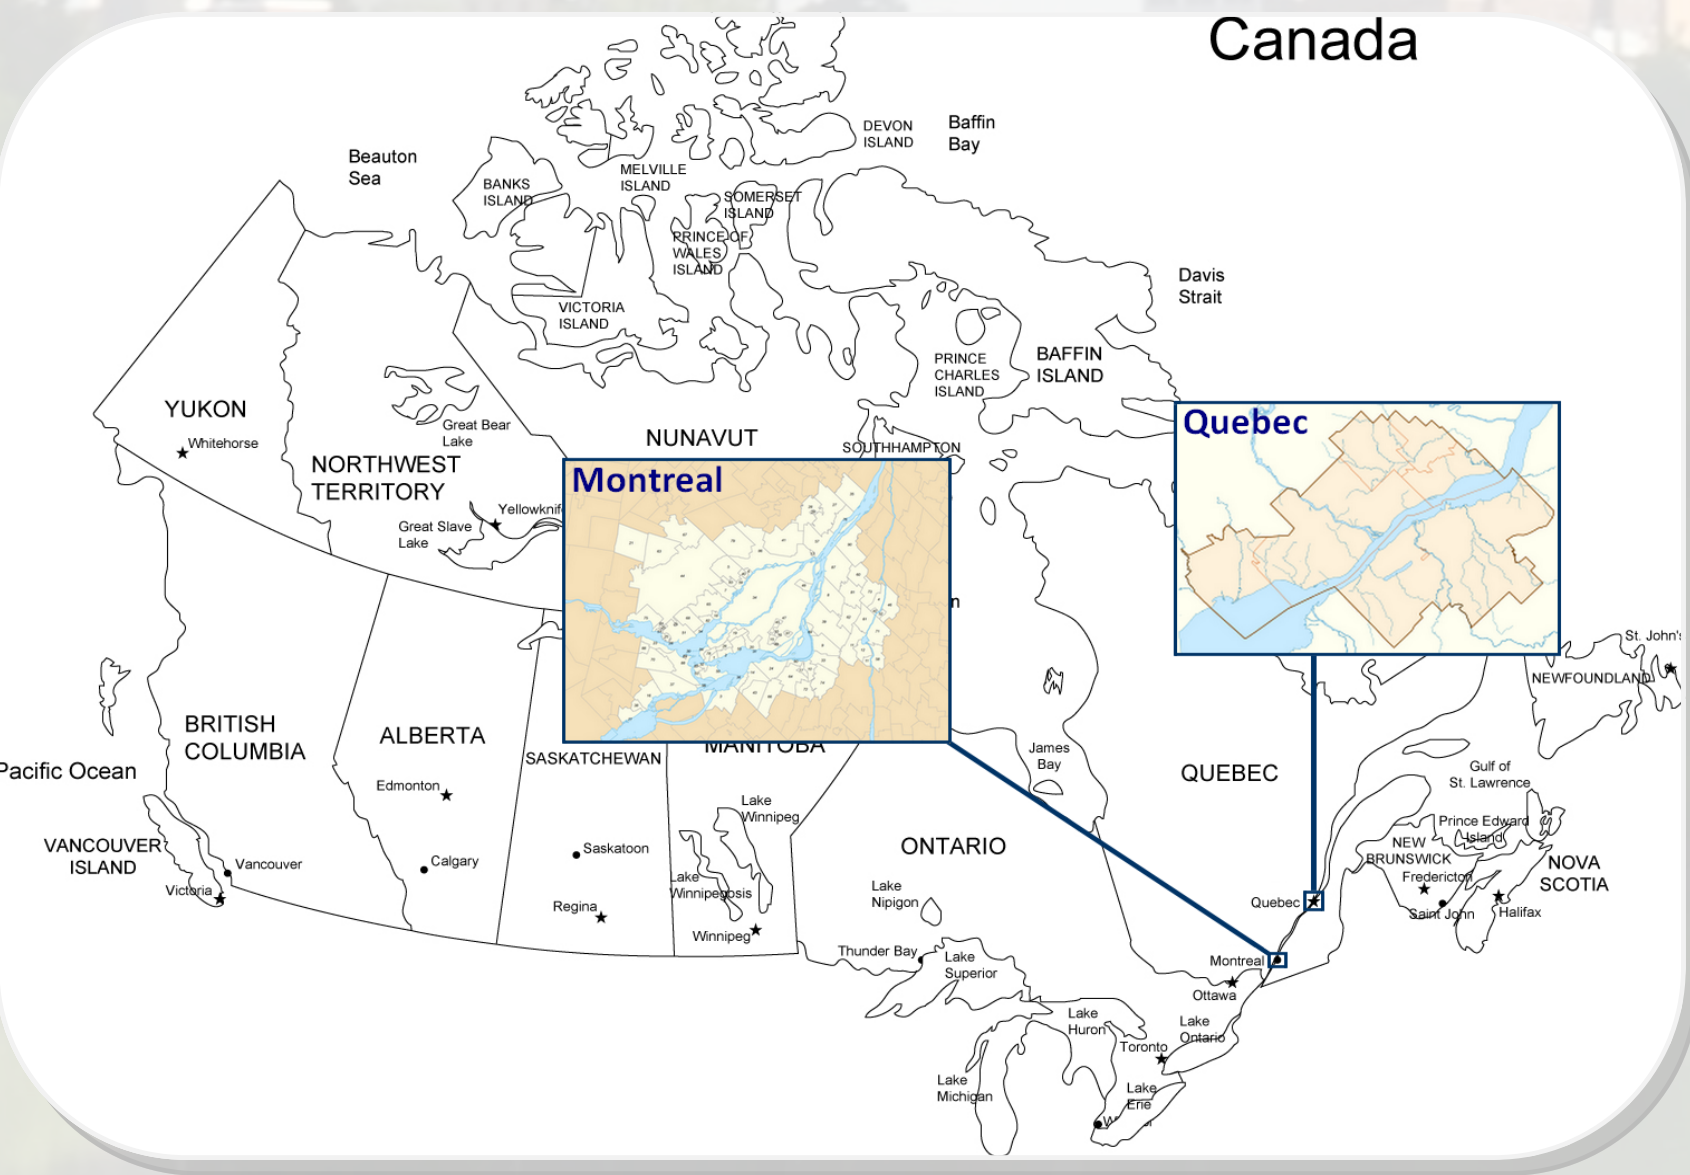 Canada
Beauton
Sea
DEVON
ISLAND
Baffin
Bay
MELVILLE
ISLAND
BANKS
ISLAND
SOMERSET
ISLAND
PRINCE OF
WALES
ISLAND
Davis
Strait
VICTORIA
ISLAND
PRINCE
CHARLES
ISLAND
BAFFIN
ISLAND
YUKON
Whitehorse
Great Bear
Lake
NUNAVUT
SOUTHHAMPTON
Quebec
NORTHWEST
TERRITORY
Montreal
Great Slave
Lake
St. John's
NEWFOUNDLAND
BRITISH
COLUMBIA
ALBERTA
SASKATCHEWAN
MANITOBA
James
Bay
QUEBEC
Gulf of
St. Lawrence
Pacific Ocean
Edmonton
Lake
Winnipeg
VANCOUVER
ISLAND
Vancouver
Victoria
Calgary
Saskatoon
Lake
Winnipegosis
Regina
Winnipeg
ONTARIO
Lake
Nipigon
Prince Edward
Island
NEW
BRUNSWICK
Fredericton
NOVA
SCOTIA
Saint John
Halifax
Quebec
Thunder Bay
Lake
Superior
Montreal
Ottawa
Lake
Huron
Lake
Ontario
Toronto
Lake
Michigan
Lake
Erie